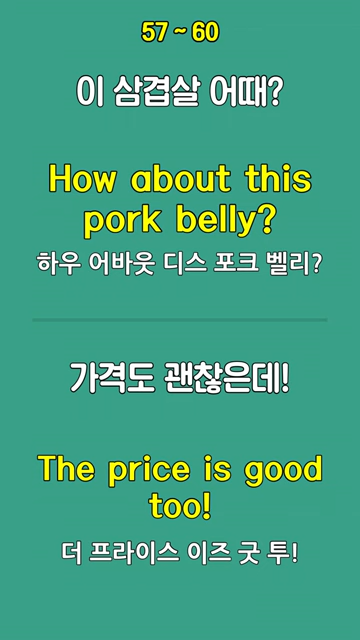 57 ~ 60
이 삼겹살 어때?
How about this
pork belly?
하우 어바웃 디스 포크 벨리?
가격도 괜찮은데!
The price is good
too!
더 프라이스 이즈 굿 투!